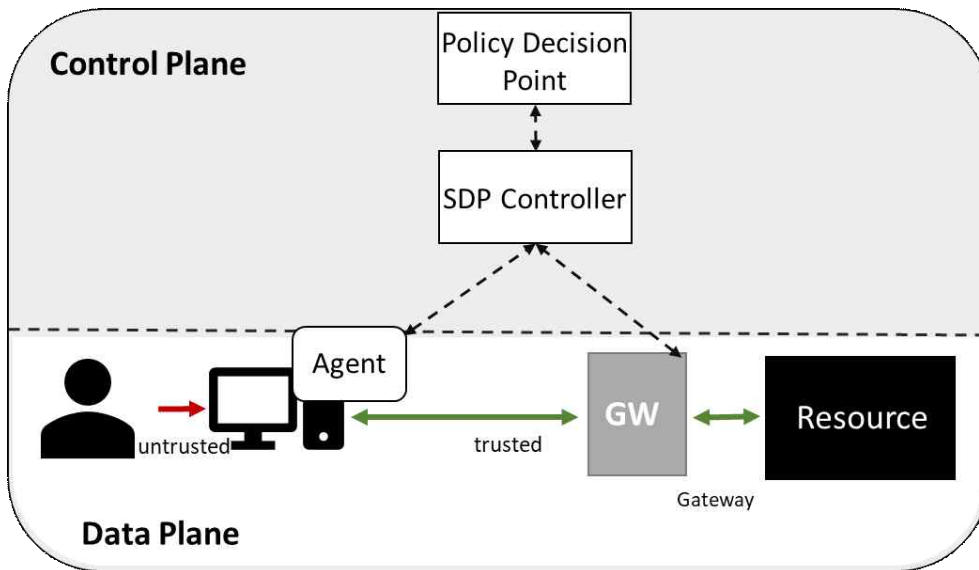 Control Plane
Policy Decision
Point
SDP Controller
Agent
untrusted
trusted
GW
Gateway
Resource
Data Plane